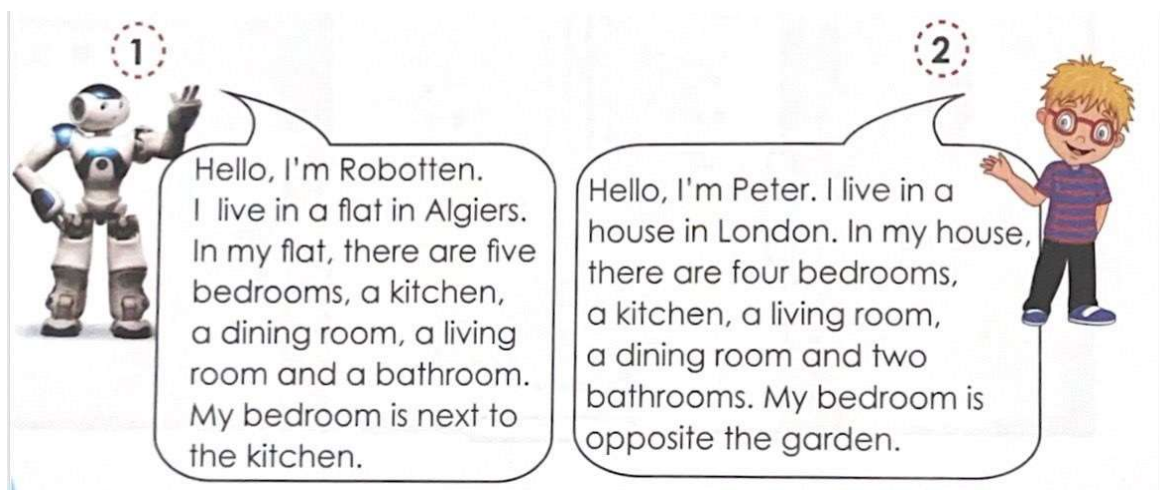 1
Hello, I'm Robotten.
I live in a flat in Algiers.
In my flat, there are five
bedrooms, a kitchen,
a dining room, a living
room and a bathroom.
My bedroom is next to
the kitchen.
2
Hello, I'm Peter. I live in a
house in London. In my house,
there are four bedrooms,
a kitchen, a living room,
a dining room and two
bathrooms. My bedroom is
opposite the garden.